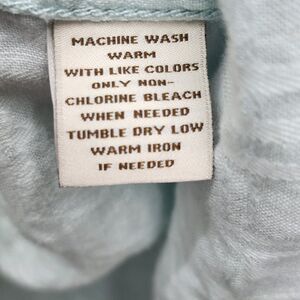 MACHINE WASH
WARM
WITH LIKE COLORS
ONLY NON-
CHLORINE BLEACH
WHEN NEEDED
TUMBLE DRY LOW
WARM IRON
IF NEEDED